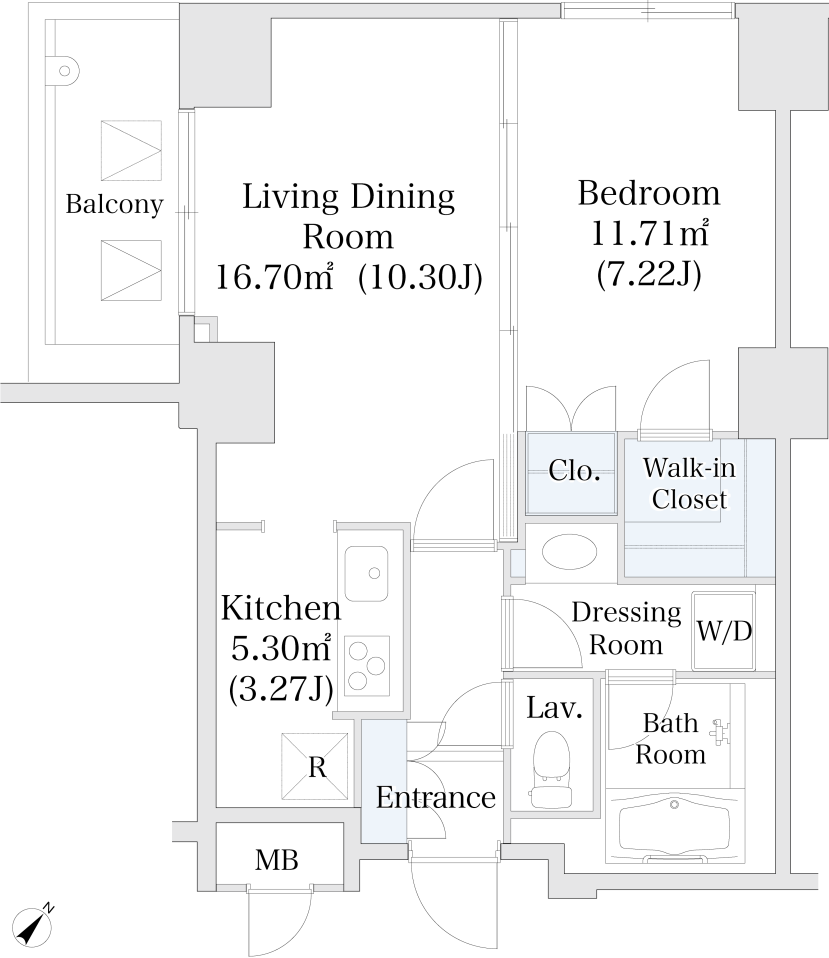 Balcony
Living Dining
Room
16.70㎡ (10.30J)
Bedroom
11.71㎡
(7.22J)
Clo.
Walk-in
Closet
Kitchen
5.30㎡
(3.27J)
Dressing
Room
W/D
Lav.
Bath
Room
R
Entrance
MB
N